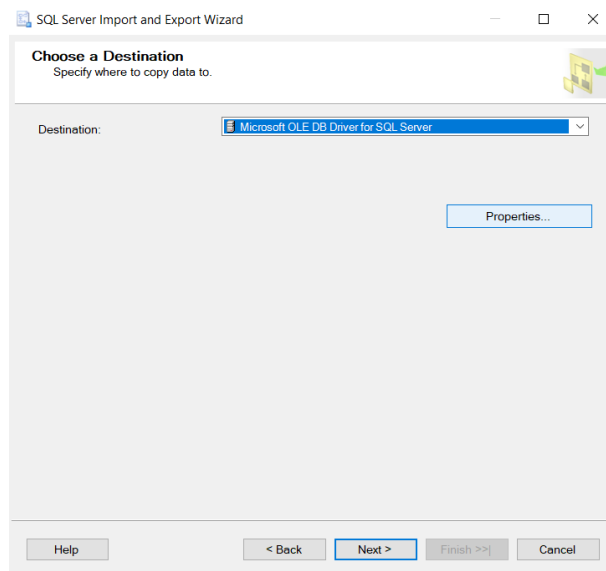 SQL Server Import and Export Wizard
Choose a Destination
Specify where to copy data to.
Destination:
Microsoft OLE DB Driver for SQL Server
Properties...
Help
< Back
Next >
Finish >>|
Cancel